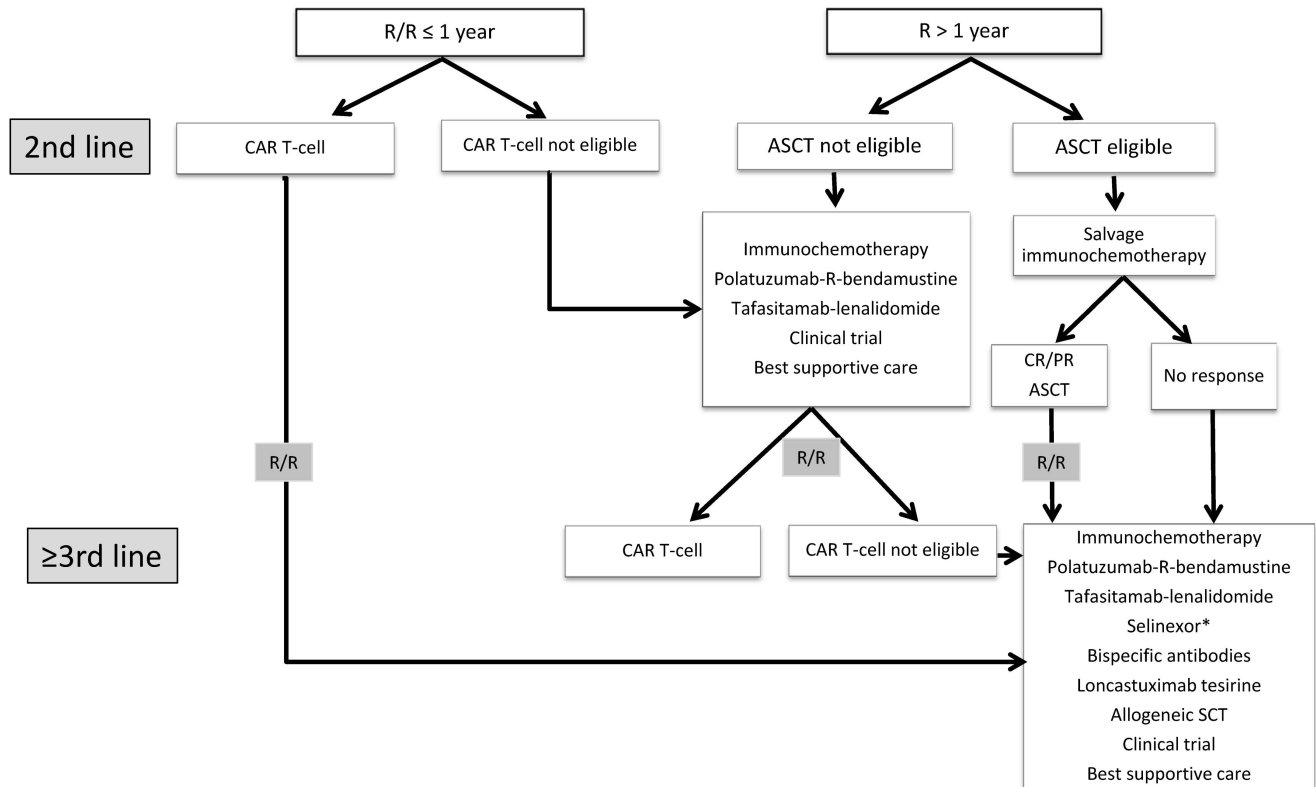 R/R ≤ 1 year
R > 1 year
2nd line
CAR T-cell
CAR T-cell not eligible
ASCT not eligible
ASCT eligible
Immunochemotherapy
Polatuzumab-R-bendamustine
Tafasitamab-lenalidomide
Clinical trial
Best supportive care
Salvage
immunochemotherapy
CR/PR
ASCT
No response
R/R
R/R
R/R
≥3rd line
CAR T-cell
CAR T-cell not eligible
Immunochemotherapy
Polatuzumab-R-bendamustine
Tafasitamab-lenalidomide
Selinexor*
Bispecific antibodies
Loncastuximab tesirine
Allogeneic SCT
Clinical trial
Best supportive care